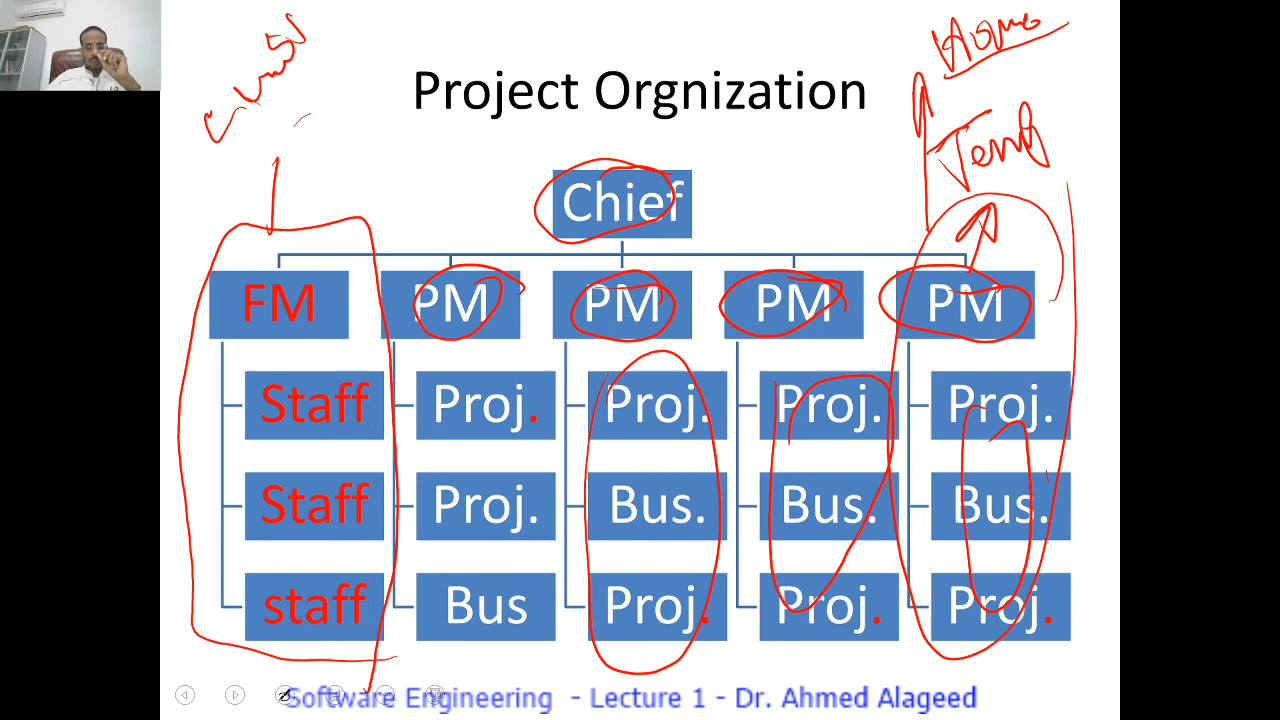 Home
Project Orgnization
Chief
FM PM PM PM PM
Staff Proj. Proj. Proj. Proj.
Staff Proj. Bus. Bus. Bus.
staff Bus Proj. Proj. Proj.
Software Engineering - Lecture 1 - Dr. Ahmed Alageed